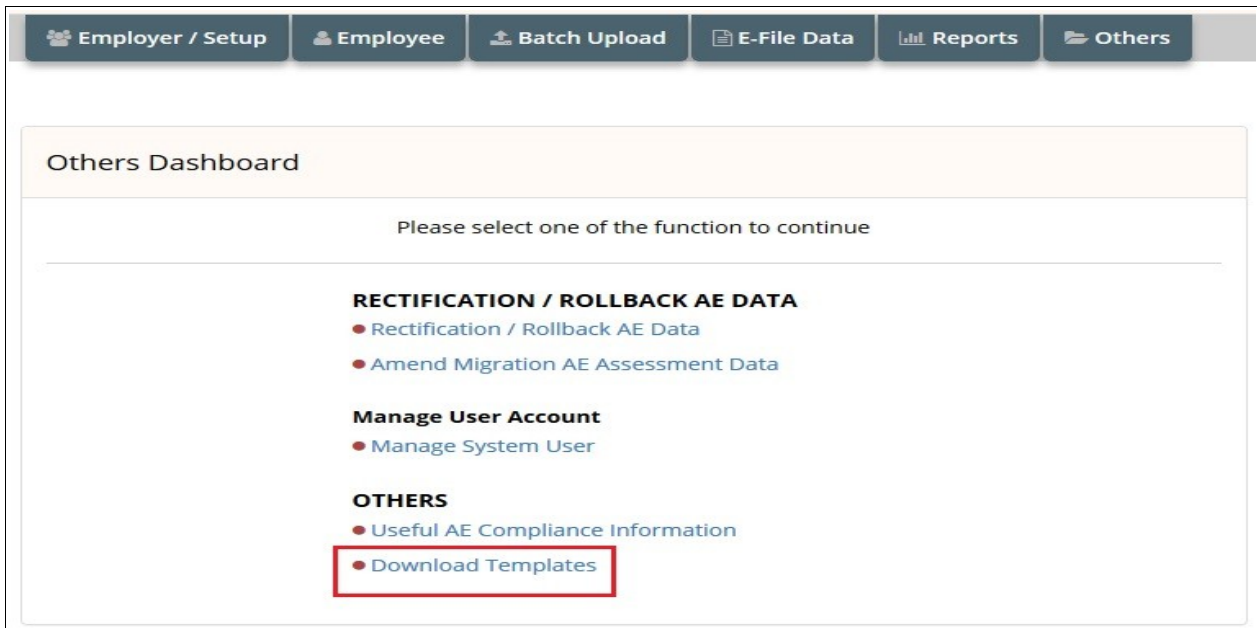 Employer / Setup Employee Batch Upload E-File Data Reports Others
Others Dashboard
Please select one of the function to continue
RECTIFICATION / ROLLBACK AE DATA
Rectification / Rollback AE Data
Amend Migration AE Assessment Data
Manage User Account
Manage System User
OTHERS
Useful AE Compliance Information
Download Templates